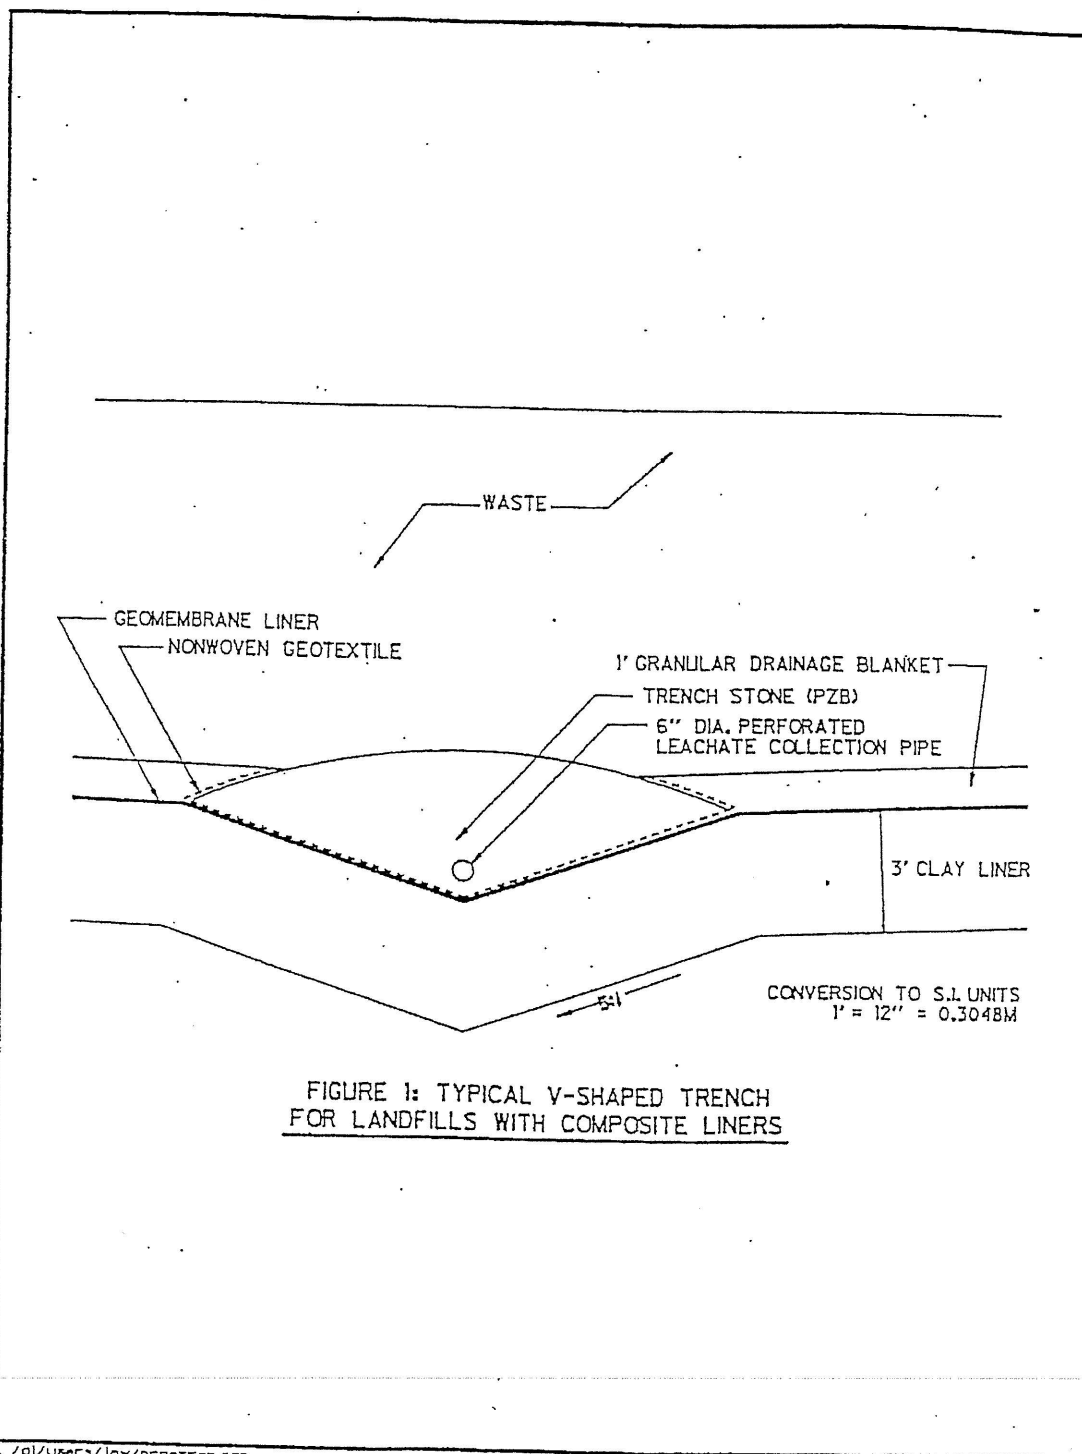 WASTE
GEOMEMBRANE LINER
NONWOVEN GEOTEXTILE
1' GRANULAR DRAINAGE BLANKET
TRENCH STONE (PZB)
6" DIA. PERFORATED
LEACHATE COLLECTION PIPE
3' CLAY LINER
5:1
CONVERSION TO S.I. UNITS
1' = 12" = 0.3048M
FIGURE 1: TYPICAL V-SHAPED TRENCH
FOR LANDFILLS WITH COMPOSITE LINERS